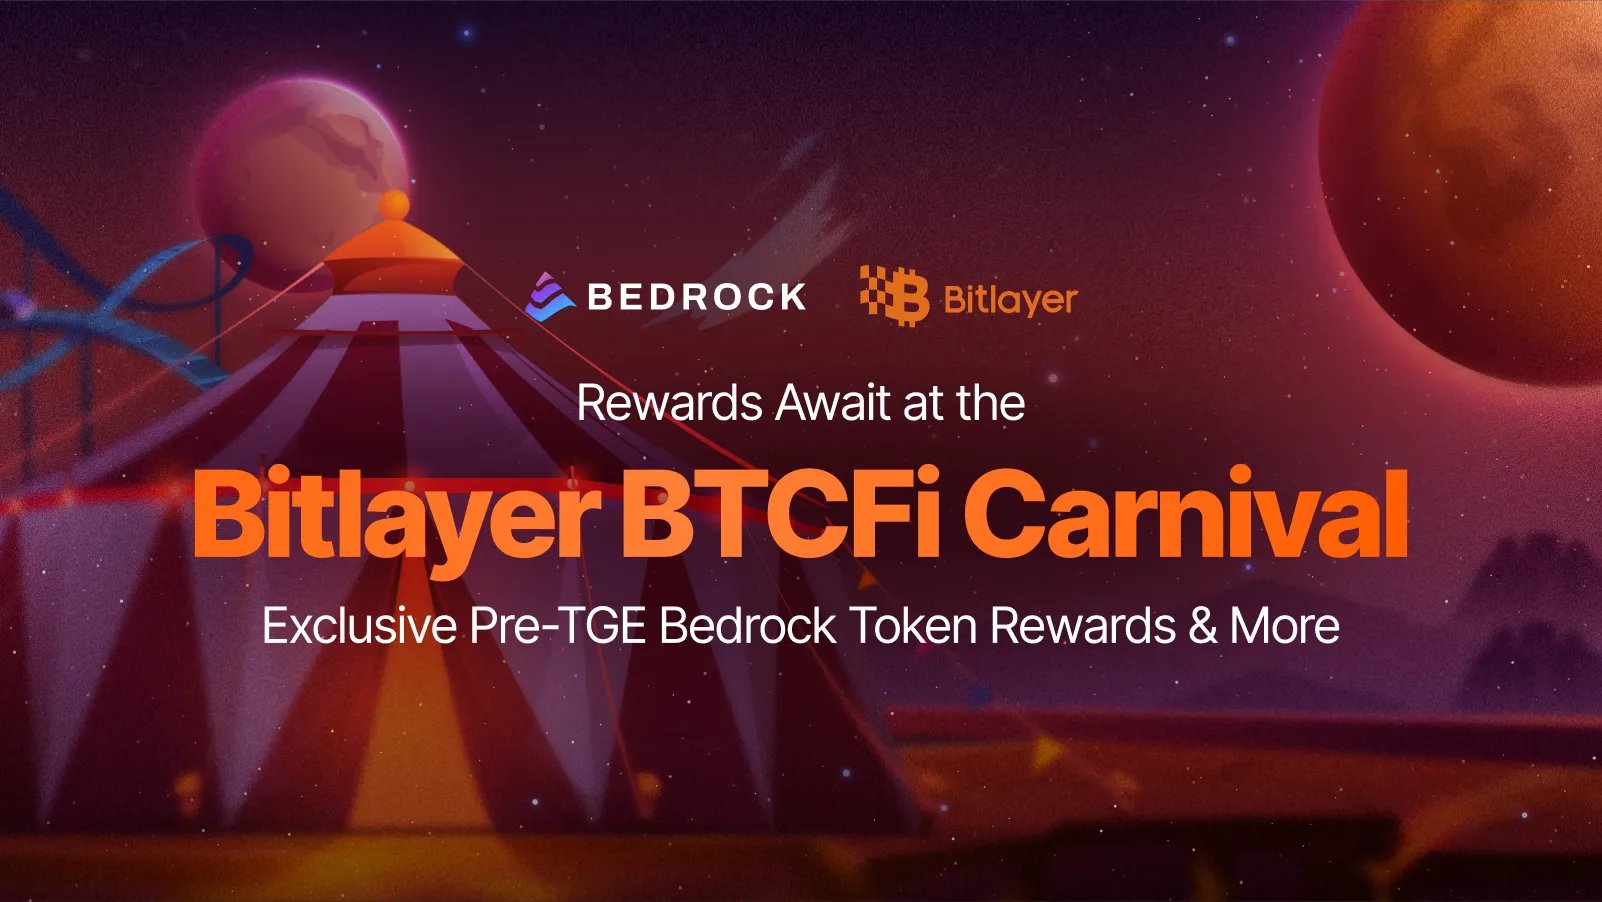 BEDROCK Bitlayer
Rewards Await at the
Bitlayer BTCFi Carnival
Exclusive Pre-TGE Bedrock Token Rewards & More